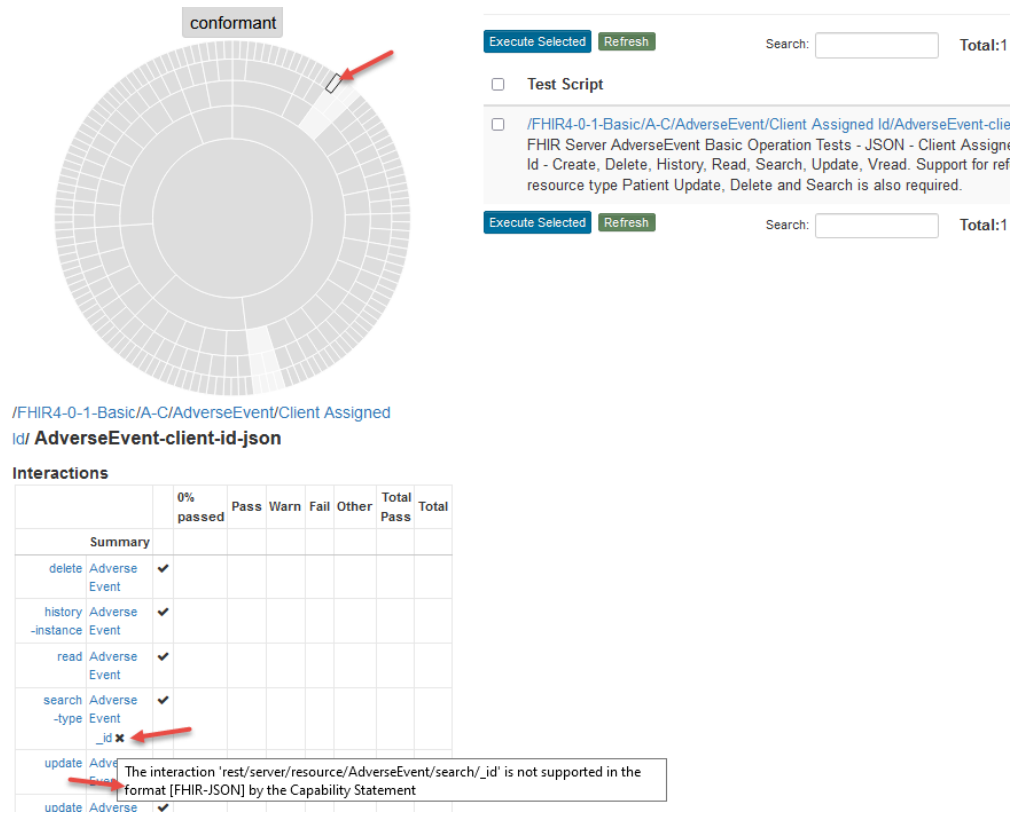 conformant
Execute Selected Refresh Search: Total:1
Test Script
/FHIR4-0-1-Basic/A-C/AdverseEvent/Client Assigned Id/AdverseEvent-clie
FHIR Server AdverseEvent Basic Operation Tests - JSON - Client Assigne
Id - Create, Delete, History, Read, Search, Update, Vread. Support for ref
resource type Patient Update, Delete and Search is also required.
Execute Selected Refresh Search: Total:1
/FHIR4-0-1-Basic/A-C/AdverseEvent/Client Assigned
Id/ AdverseEvent-client-id-json
Interactions
0% passed Pass Warn Fail Other Total Pass Total
Summary
delete Adverse Event
history-instance Adverse Event
read Adverse Event
search-type Adverse Event
_id
update Adve
The interaction 'rest/server/resource/AdverseEvent/search/_id' is not supported in the
format [FHIR-JSON] by the Capability Statement
update Adverse